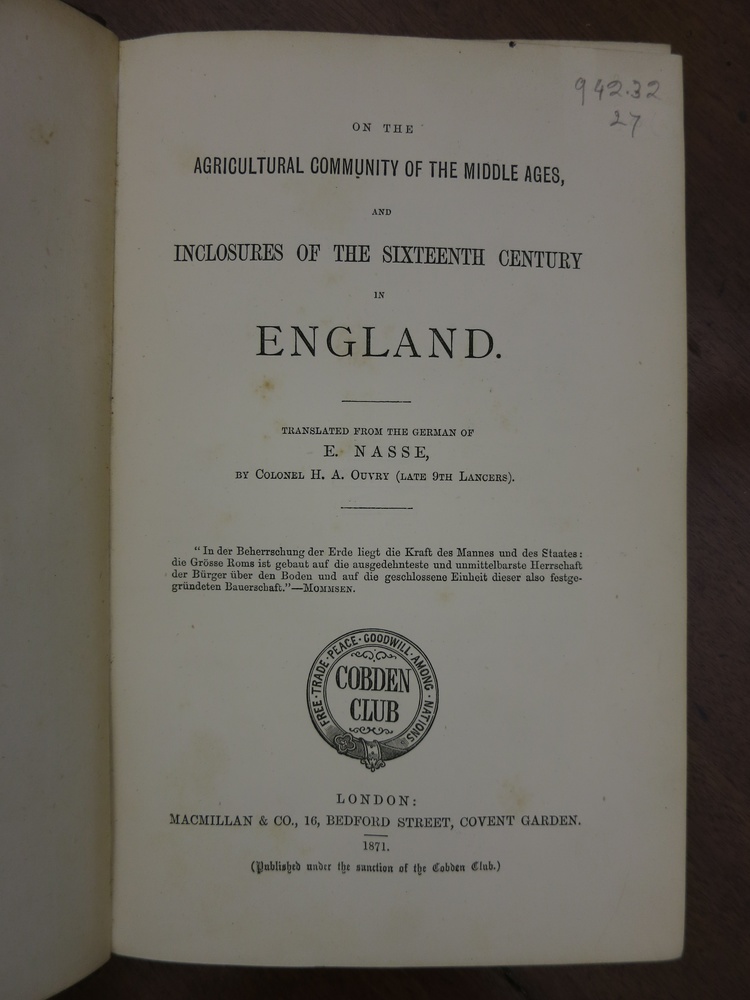 942.32
27
ON THE
AGRICULTURAL COMMUNITY OF THE MIDDLE AGES,
AND
INCLOSURES OF THE SIXTEENTH CENTURY
IN
ENGLAND.
TRANSLATED FROM THE GERMAN OF
E. NASSE,
BY COLONEL H. A. OUVRY (LATE 9TH LANCERS).
"In der Beherrschung der Erde liegt die Kraft des Mannes und des Staates:
die Grösse Roms ist gebaut auf die ausgedehnteste und unmittelbarste Herrschaft
der Bürger über den Boden und auf die geschlossene Einheit dieser also festge-
gründeten Bauerschaft."—MOMMSEN.
FREE·TRADE·PEACE·GOODWILL·AMONG·NATIONS
COBDEN
CLUB
LONDON:
MACMILLAN & CO., 16, BEDFORD STREET, COVENT GARDEN.
1871.
(Published under the sanction of the Cobden Club.)